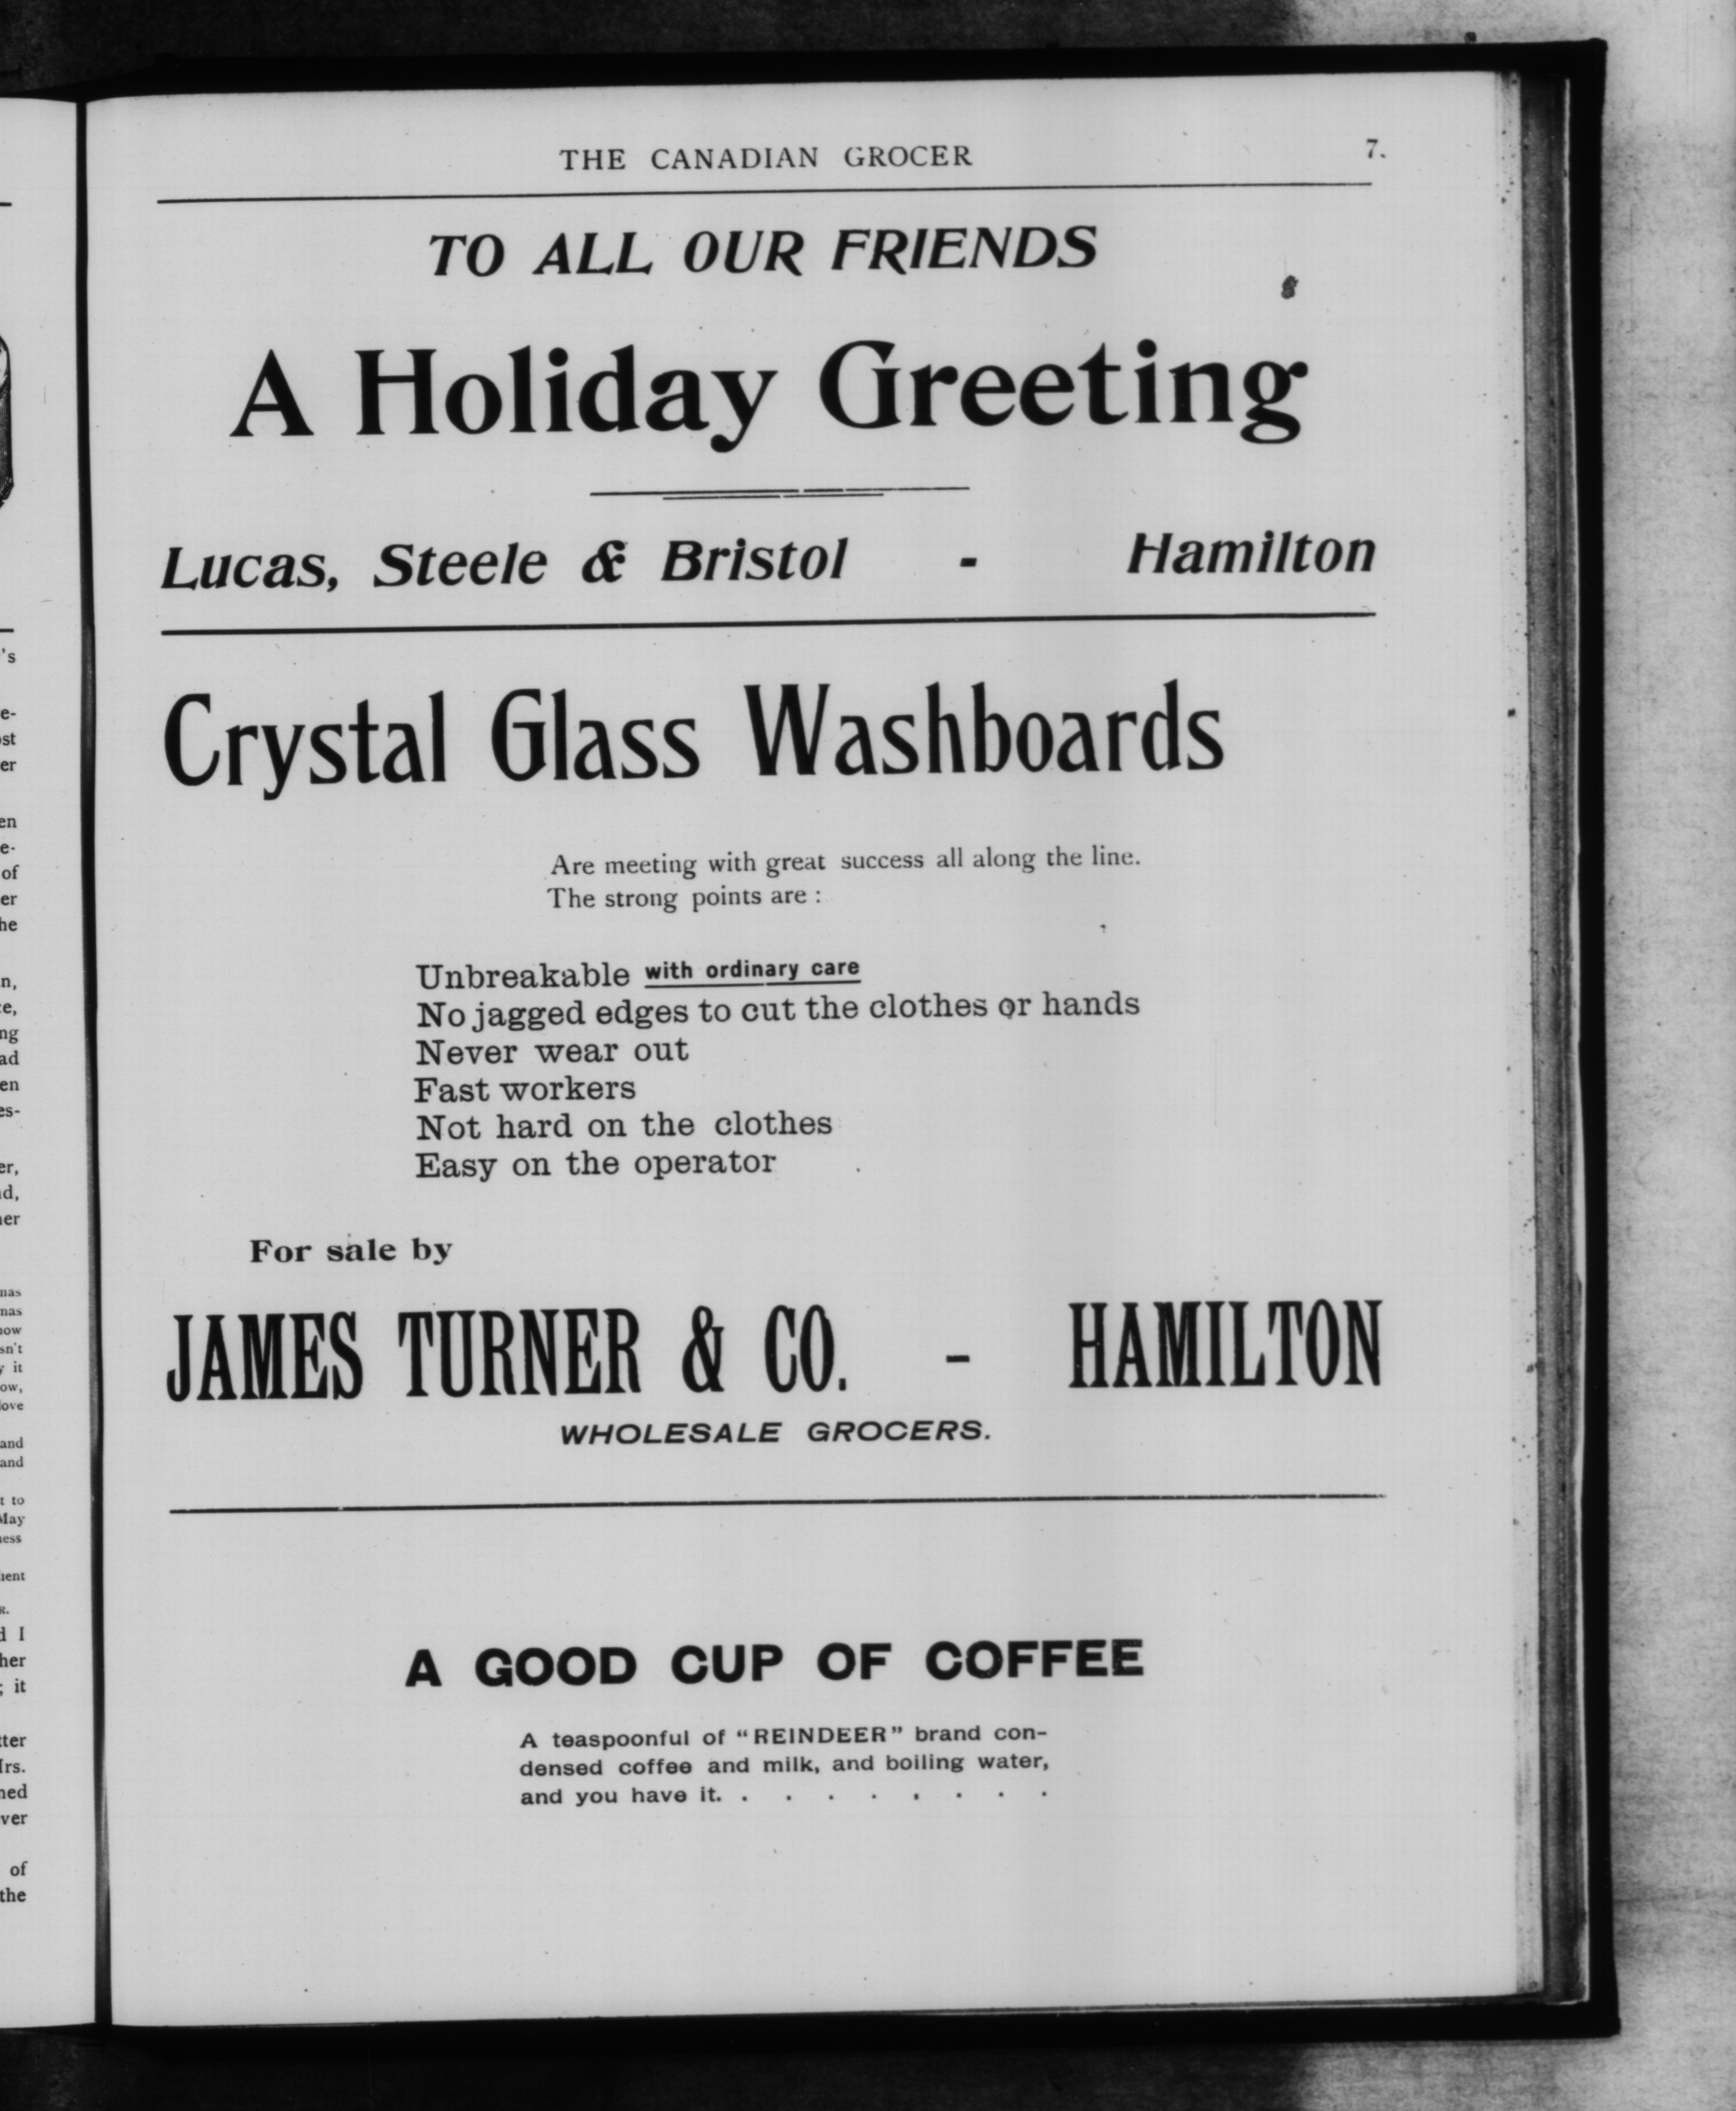 THE CANADIAN GROCER 7.
TO ALL OUR FRIENDS
A Holiday Greeting
Lucas, Steele & Bristol - Hamilton
Crystal Glass Washboards
Are meeting with great success all along the line.
The strong points are :
Unbreakable with ordinary care
No jagged edges to cut the clothes or hands
Never wear out
Fast workers
Not hard on the clothes
Easy on the operator
For sale by
JAMES TURNER & CO. - HAMILTON
WHOLESALE GROCERS.
A GOOD CUP OF COFFEE
A teaspoonful of "REINDEER" brand con-
densed coffee and milk, and boiling water,
and you have it. . . . . . . . .